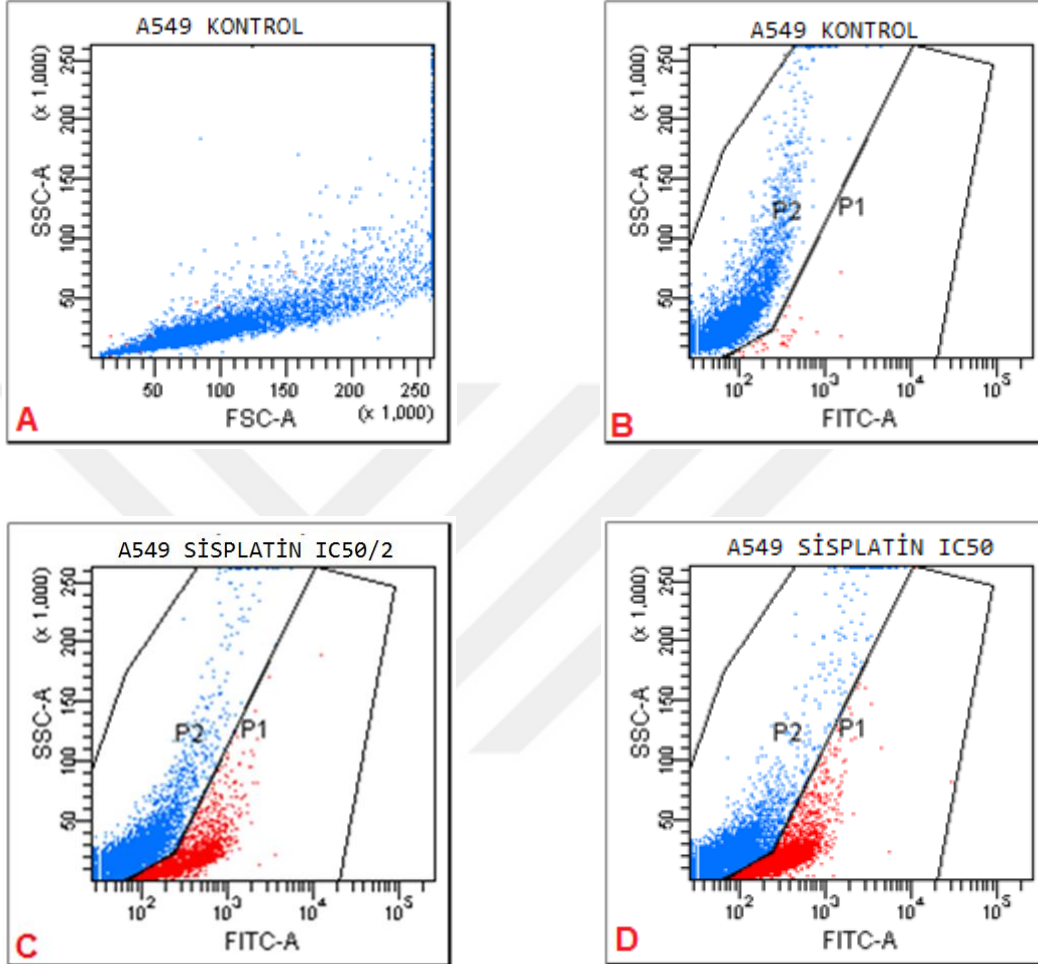 A549 KONTROL
SSC-A
(x 1,000)
50 100 150 200 250
50 100 150 200 250
(x 1,000)
FSC-A
A
A549 KONTROL
SSC-A
(x 1,000)
50 100 150 200 250
P2
P1
10² 10³ 10⁴ 10⁵
FITC-A
B
A549 SİSPLATİN IC50/2
SSC-A
(x 1,000)
50 100 150 200 250
P2
P1
10² 10³ 10⁴ 10⁵
FITC-A
C
A549 SİSPLATİN IC50
SSC-A
(x 1,000)
50 100 150 200 250
P2
P1
10² 10³ 10⁴ 10⁵
FITC-A
D